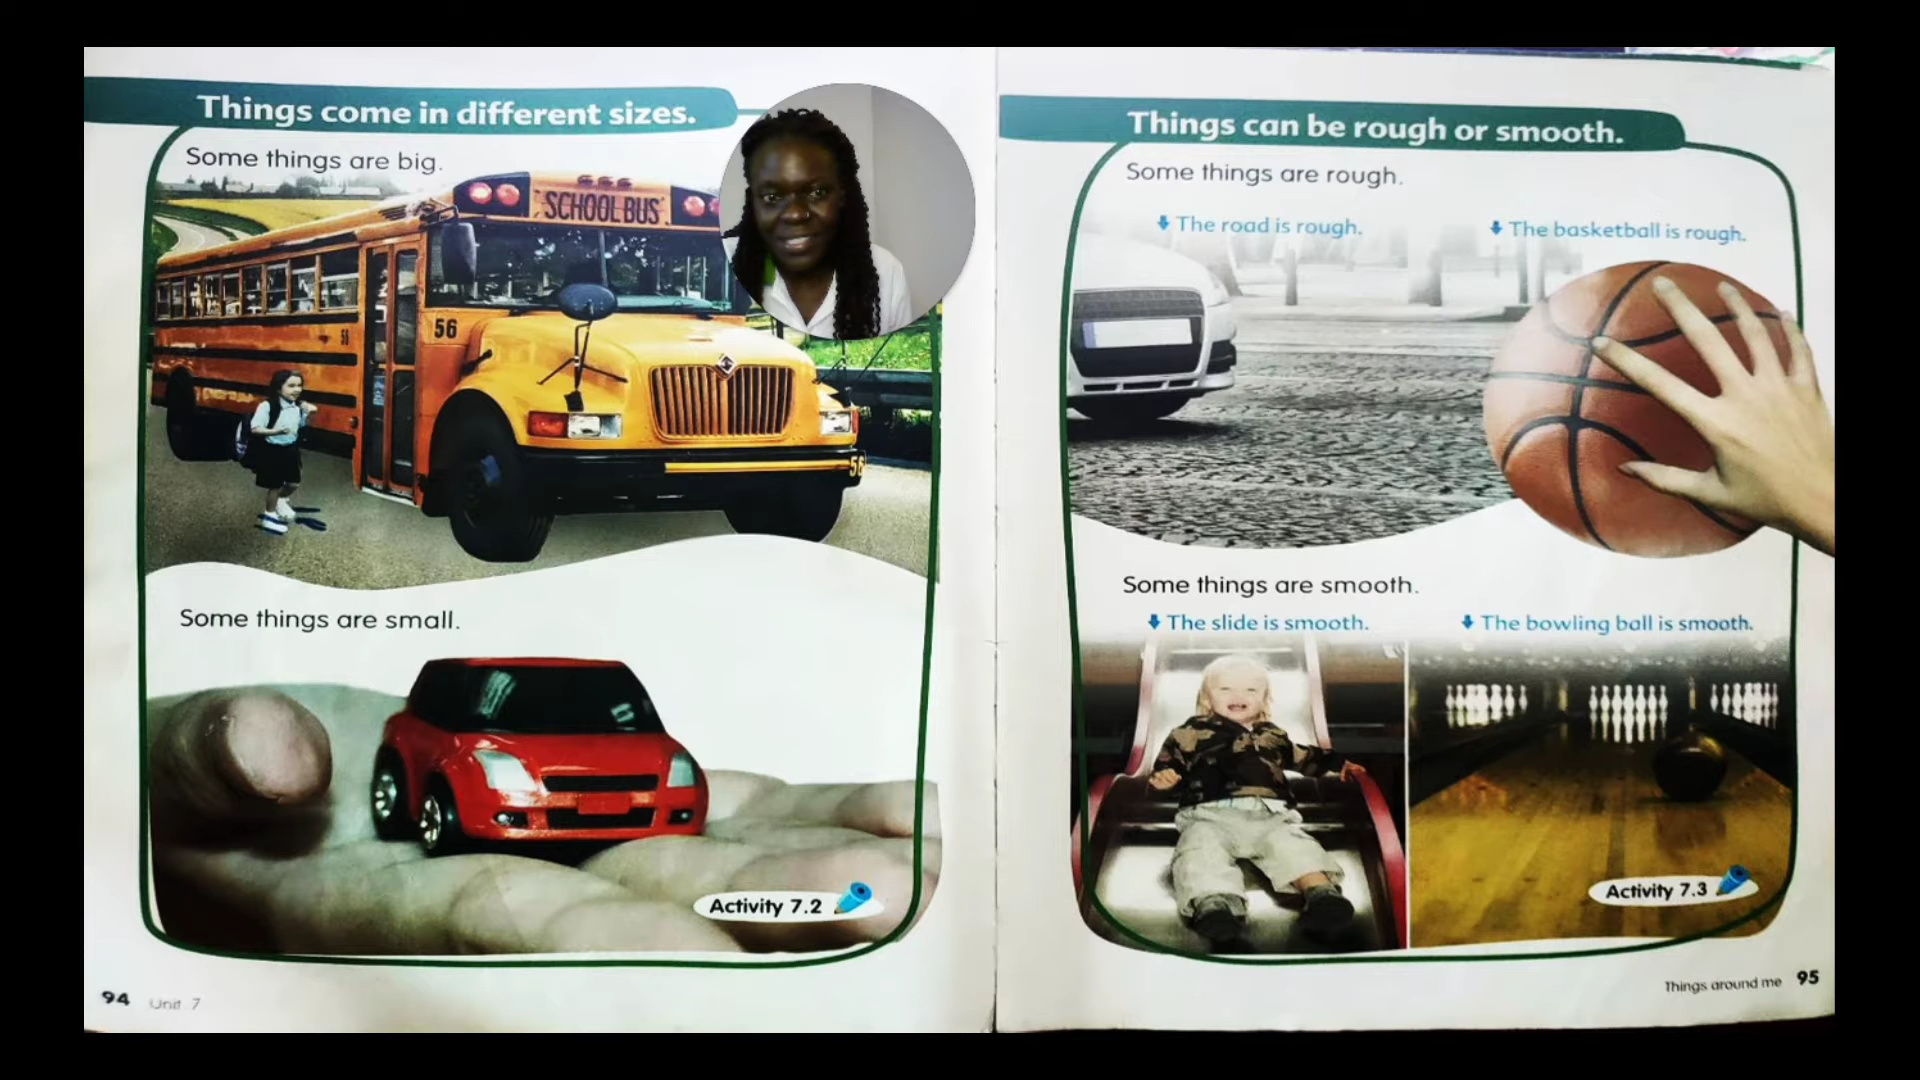 Things come in different sizes.
Some things are big.
SCHOOL BUS
56
56
56
Some things are small.
Activity 7.2
94 Unit 7
Things can be rough or smooth.
Some things are rough.
The road is rough.
The basketball is rough.
Some things are smooth.
The slide is smooth.
The bowling ball is smooth.
Activity 7.3
Things around me 95